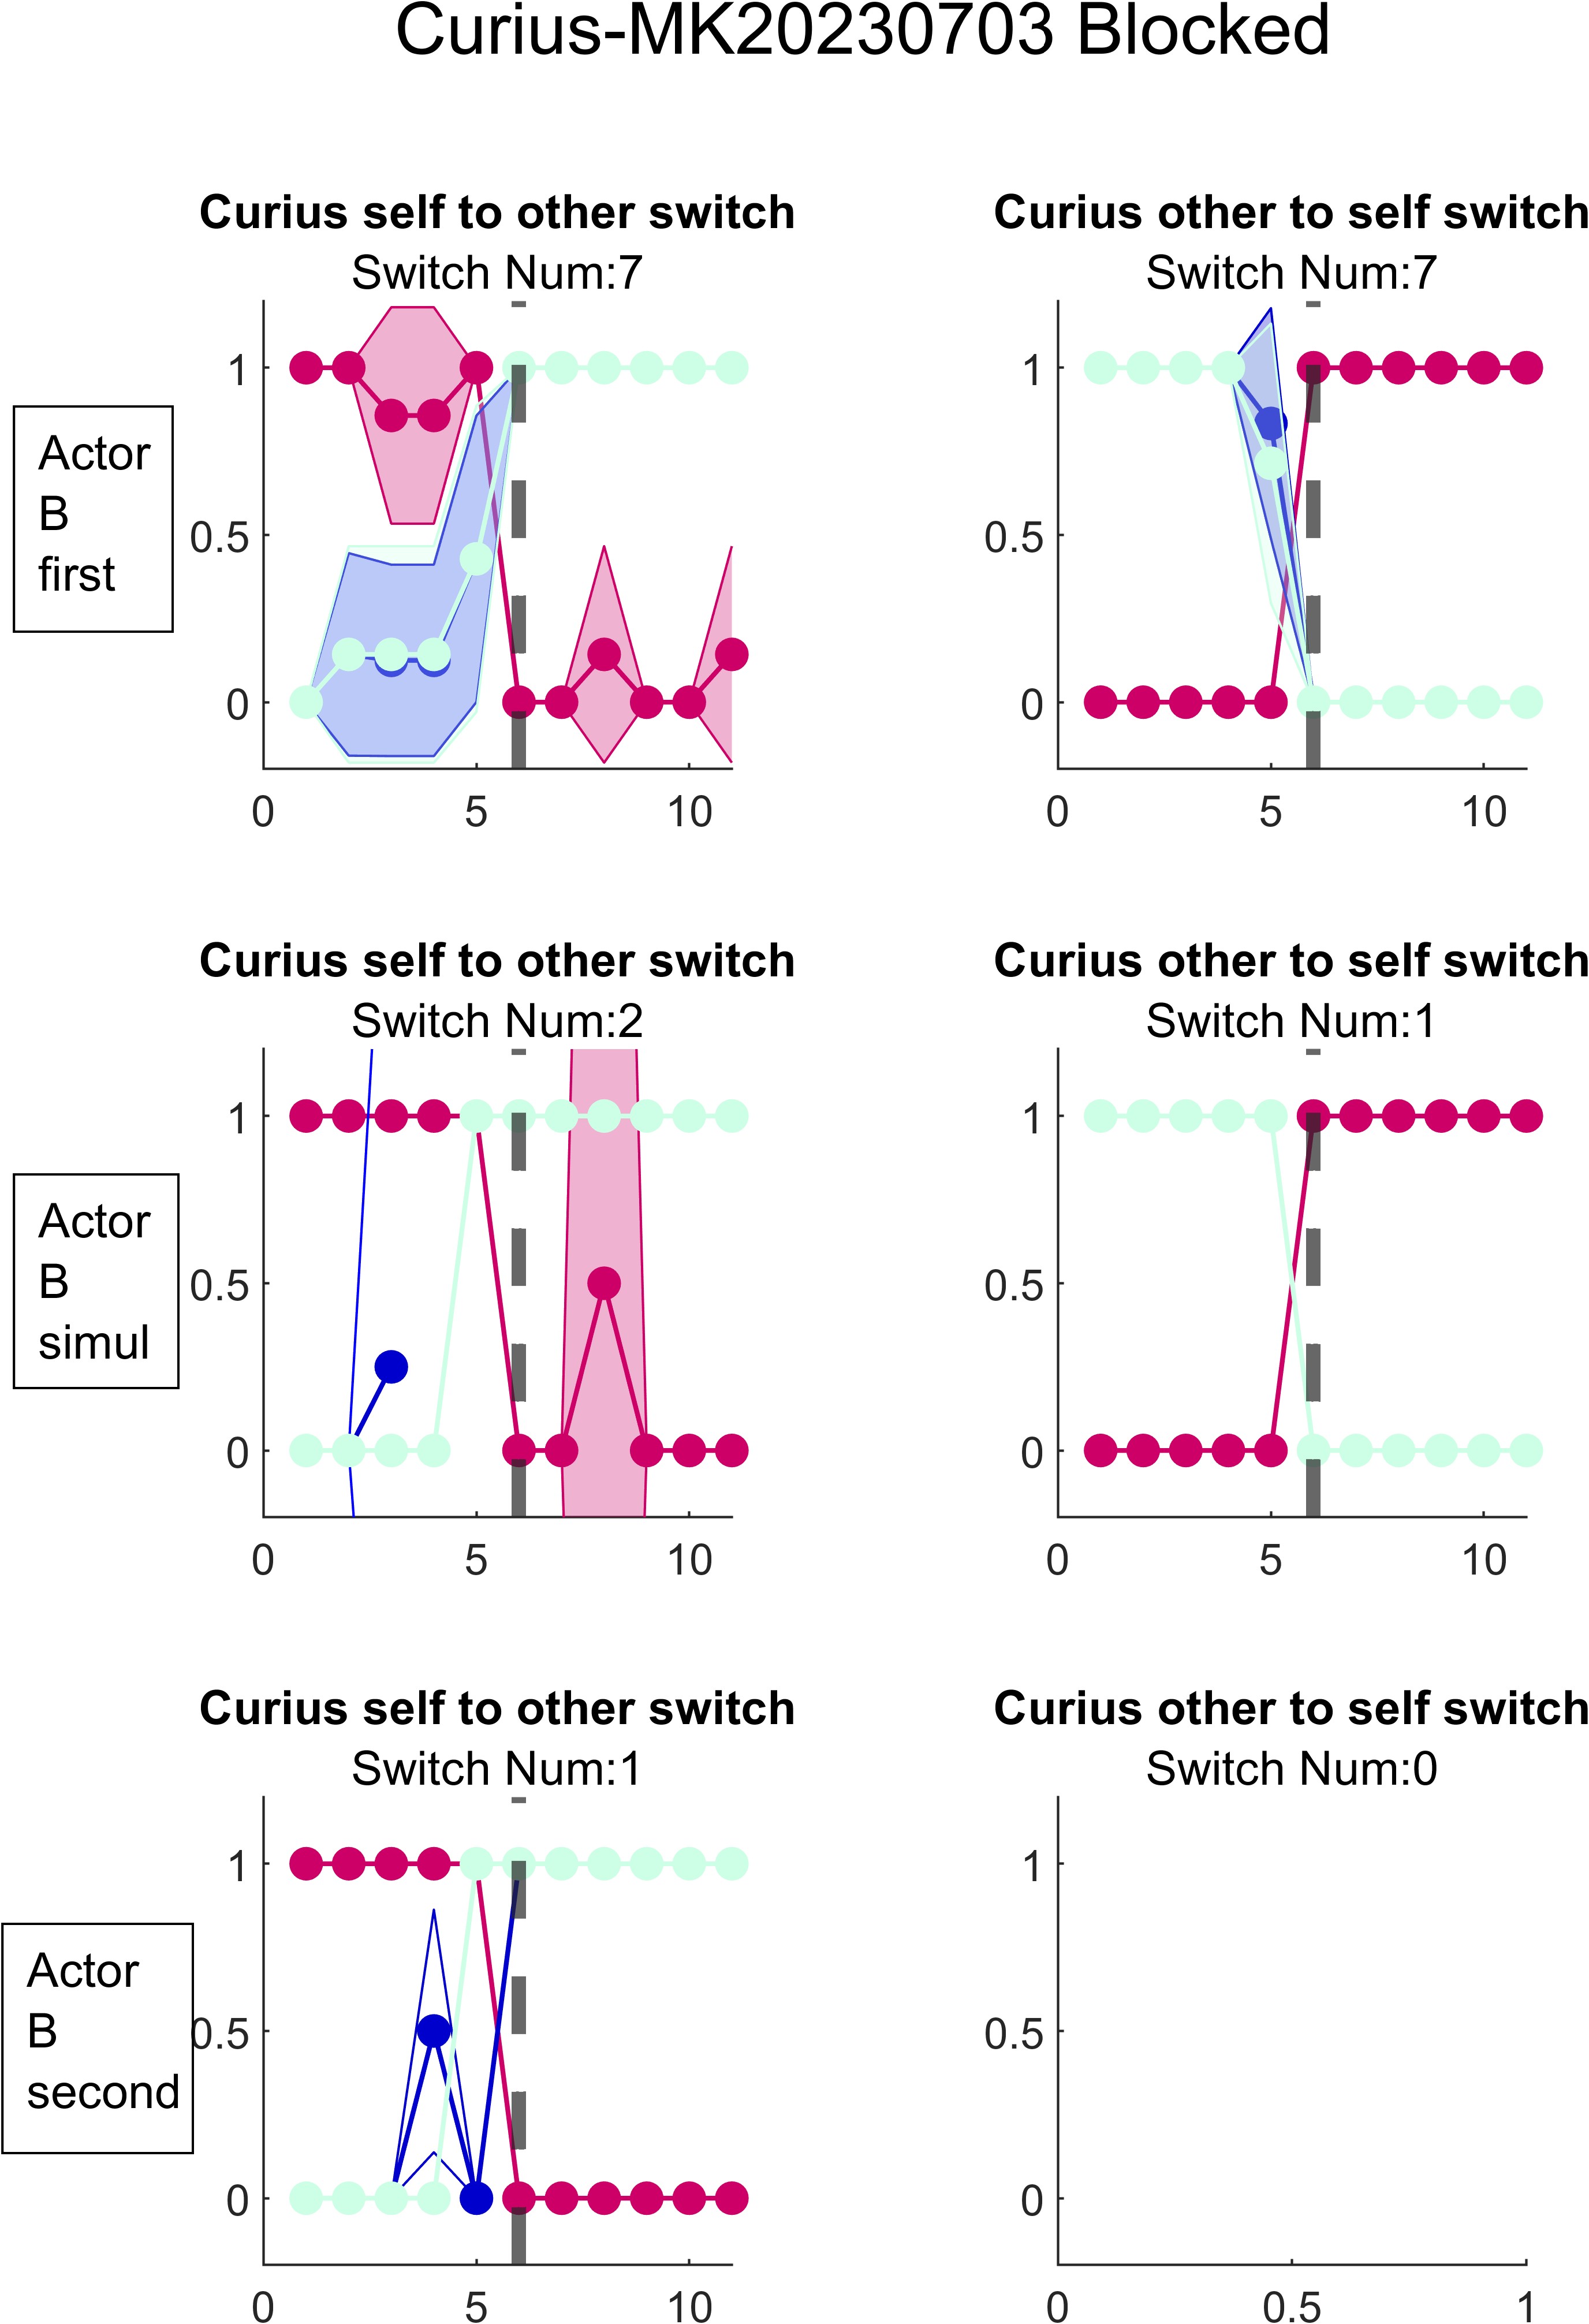 Curius-MK20230703 Blocked
Curius self to other switch
Switch Num:7
1
0.5
0
0
5
10
Curius other to self switch
Switch Num:7
1
0.5
0
0
5
10
Actor
B
first
Curius self to other switch
Switch Num:2
1
0.5
0
0
5
10
Curius other to self switch
Switch Num:1
1
0.5
0
0
5
10
Actor
B
simul
Curius self to other switch
Switch Num:1
1
0.5
0
0
5
10
Curius other to self switch
Switch Num:0
1
0.5
0
0
0.5
1
Actor
B
second